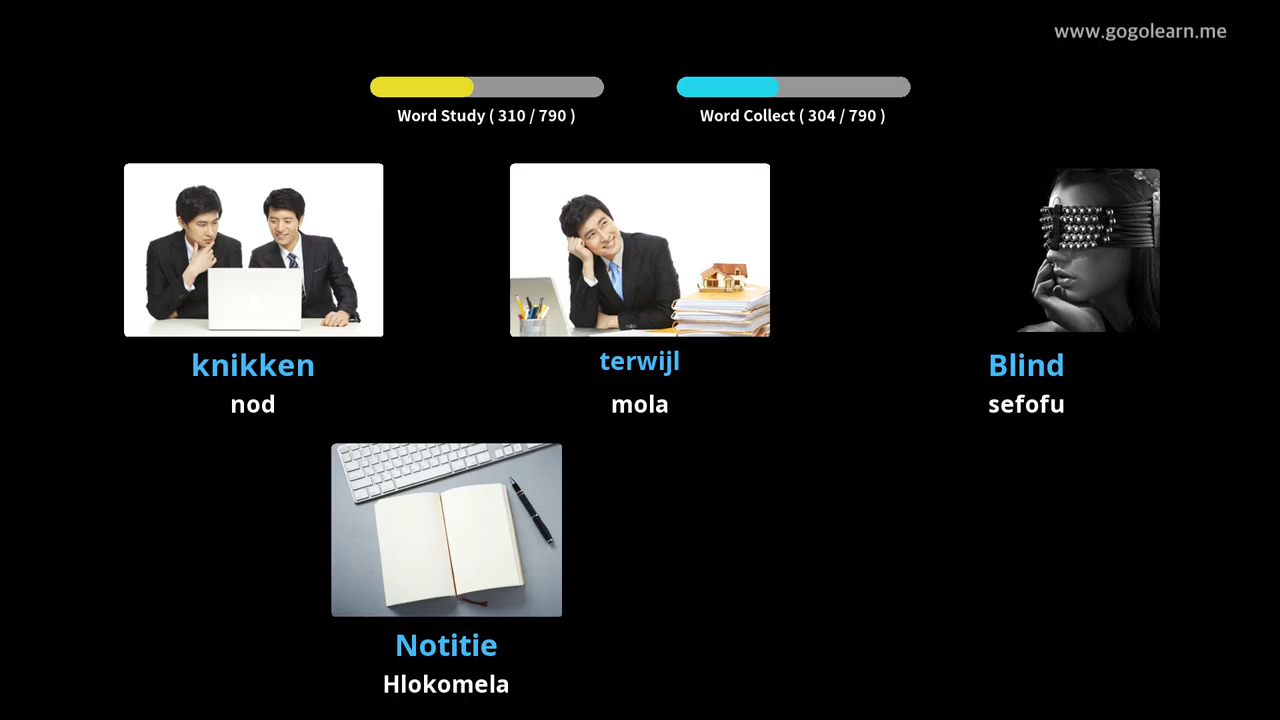 www.gogolearn.me
Word Study ( 310 / 790 )
Word Collect ( 304 / 790 )
knikken
terwijl
Blind
nod
mola
sefofu
Notitie
Hlokomela